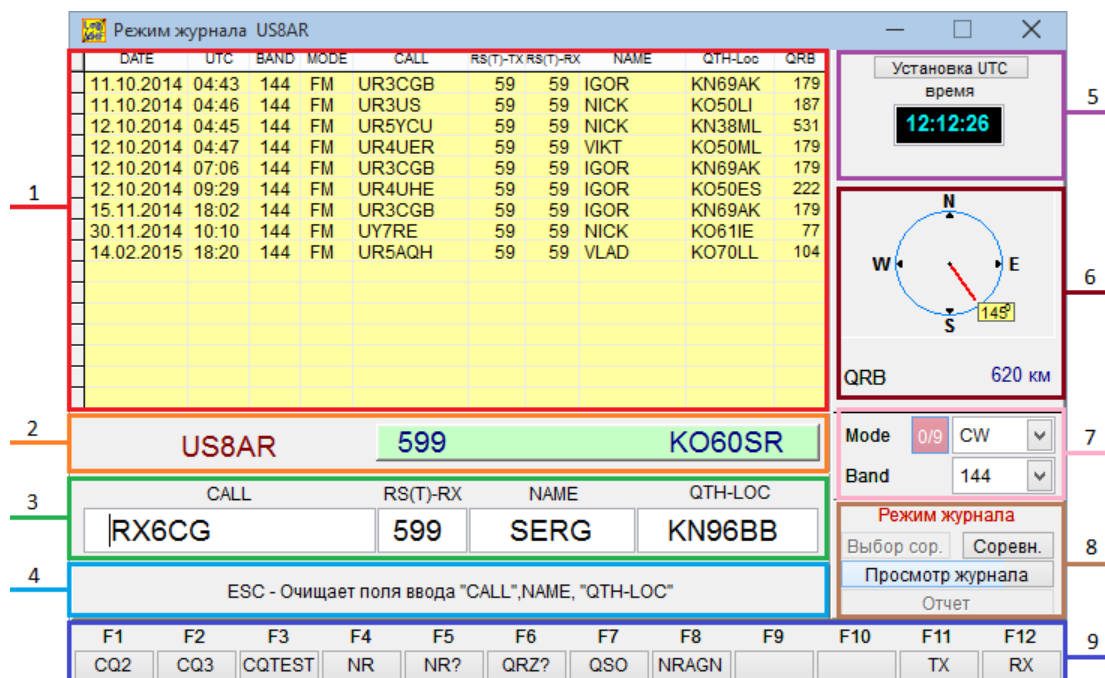 Режим журнала US8AR
DATE UTC BAND MODE CALL RS(T)-TX RS(T)-RX NAME QTH-Loc QRB
11.10.2014 04:43 144 FM UR3CGB 59 59 IGOR KN69AK 179
11.10.2014 04:46 144 FM UR3US 59 59 NICK KO50LI 187
12.10.2014 04:45 144 FM UR5YCU 59 59 NICK KN38ML 531
12.10.2014 04:47 144 FM UR4UER 59 59 VIKT KO50ML 179
12.10.2014 07:06 144 FM UR3CGB 59 59 IGOR KN69AK 179
12.10.2014 09:29 144 FM UR4UHE 59 59 IGOR KO50ES 222
15.11.2014 18:02 144 FM UR3CGB 59 59 IGOR KN69AK 179
30.11.2014 10:10 144 FM UY7RE 59 59 NICK KO61IE 77
14.02.2015 18:20 144 FM UR5AQH 59 59 VLAD KO70LL 104
1
2
US8AR 599 KO60SR
3
CALL RS(T)-RX NAME QTH-LOC
RX6CG 599 SERG KN96BB
4
ESC - Очищает поля ввода "CALL",NAME, "QTH-LOC"
Установка UTC
время
12:12:26
5
N
W E
S
145⁰
QRB 620 км
6
Mode 0/9 CW
Band 144
7
Режим журнала
Выбор сор. Соревн.
Просмотр журнала
Отчет
8
F1 F2 F3 F4 F5 F6 F7 F8 F9 F10 F11 F12
CQ2 CQ3 CQTEST NR NR? QRZ? QSO NRAGN TX RX
9